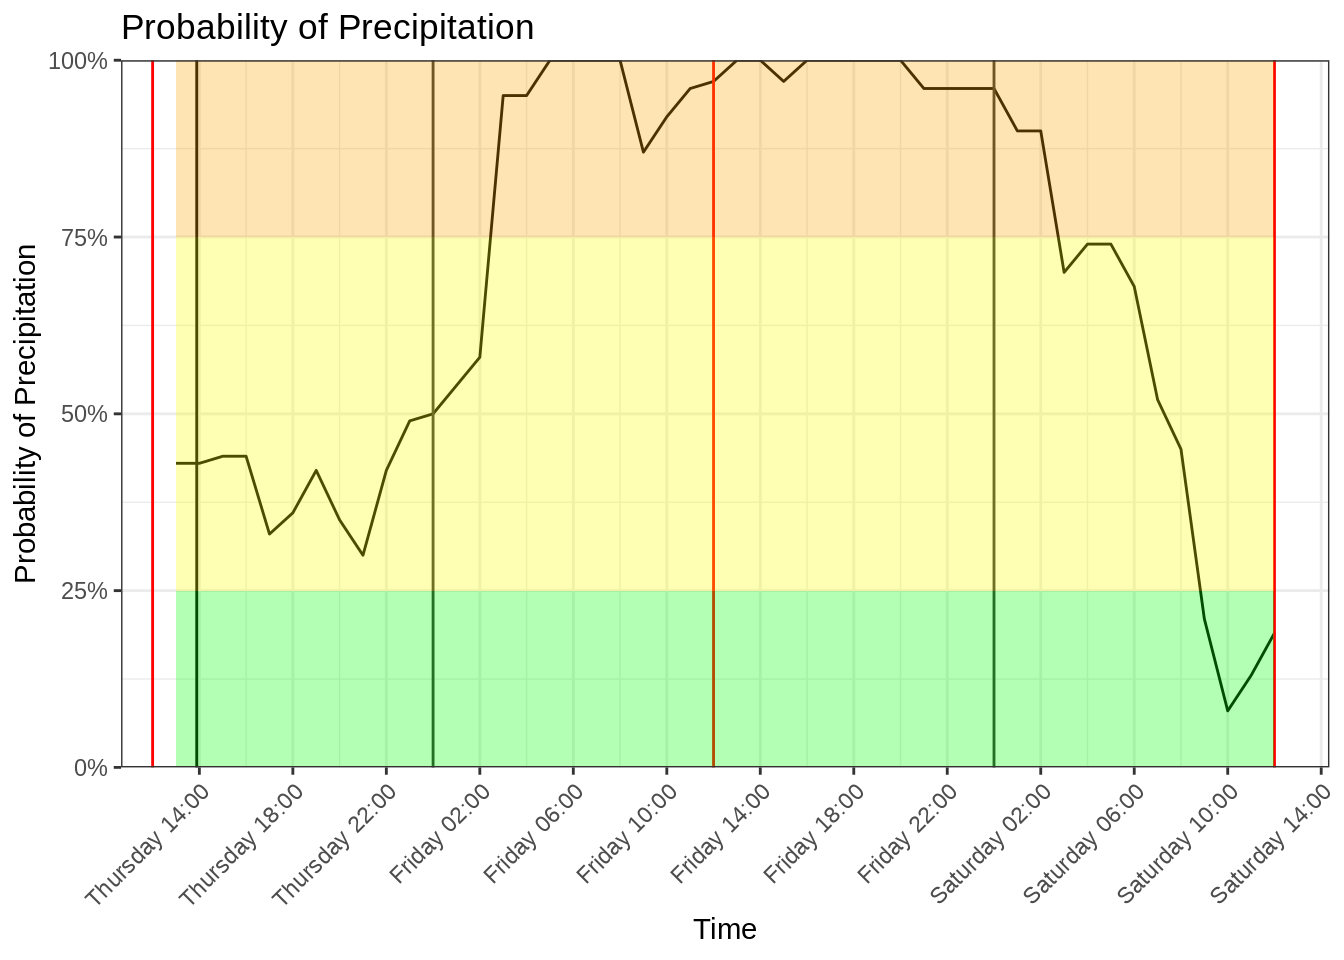 Probability of Precipitation
100%
75%
50%
25%
0%
Probability of Precipitation
Thursday 14:00
Thursday 18:00
Thursday 22:00
Friday 02:00
Friday 06:00
Friday 10:00
Friday 14:00
Friday 18:00
Friday 22:00
Saturday 02:00
Saturday 06:00
Saturday 10:00
Saturday 14:00
Time